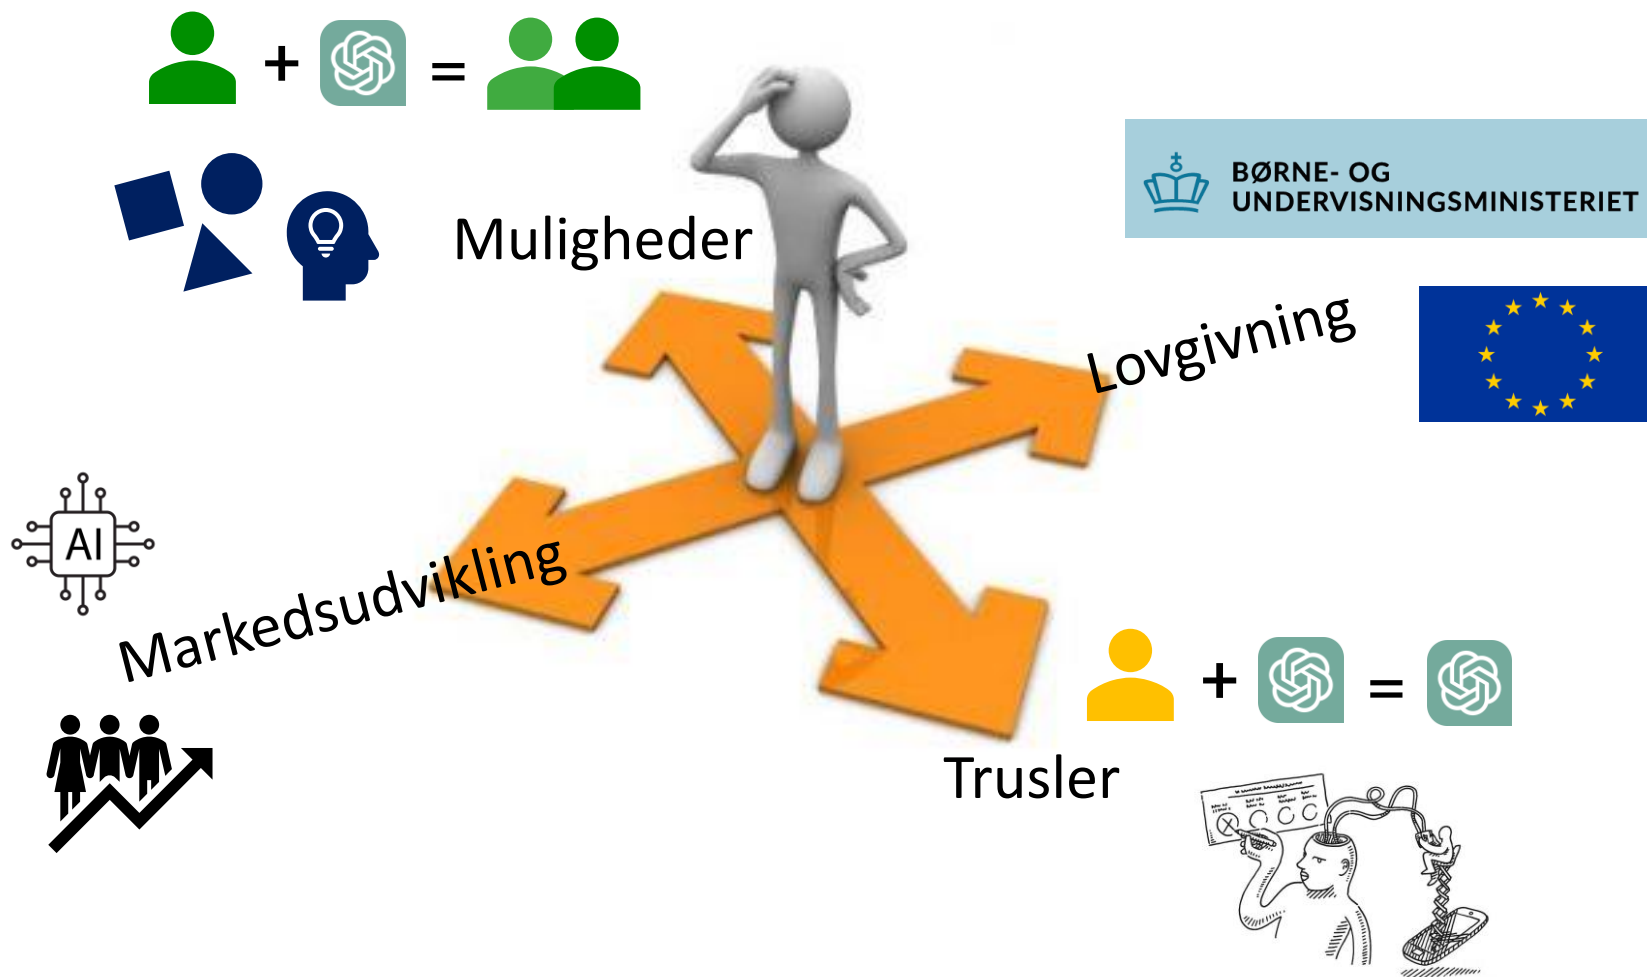 + =
Muligheder
BØRNE- OG
UNDERVISNINGSMINISTERIET
Lovgivning
AI
Markedsudvikling
+ =
Trusler